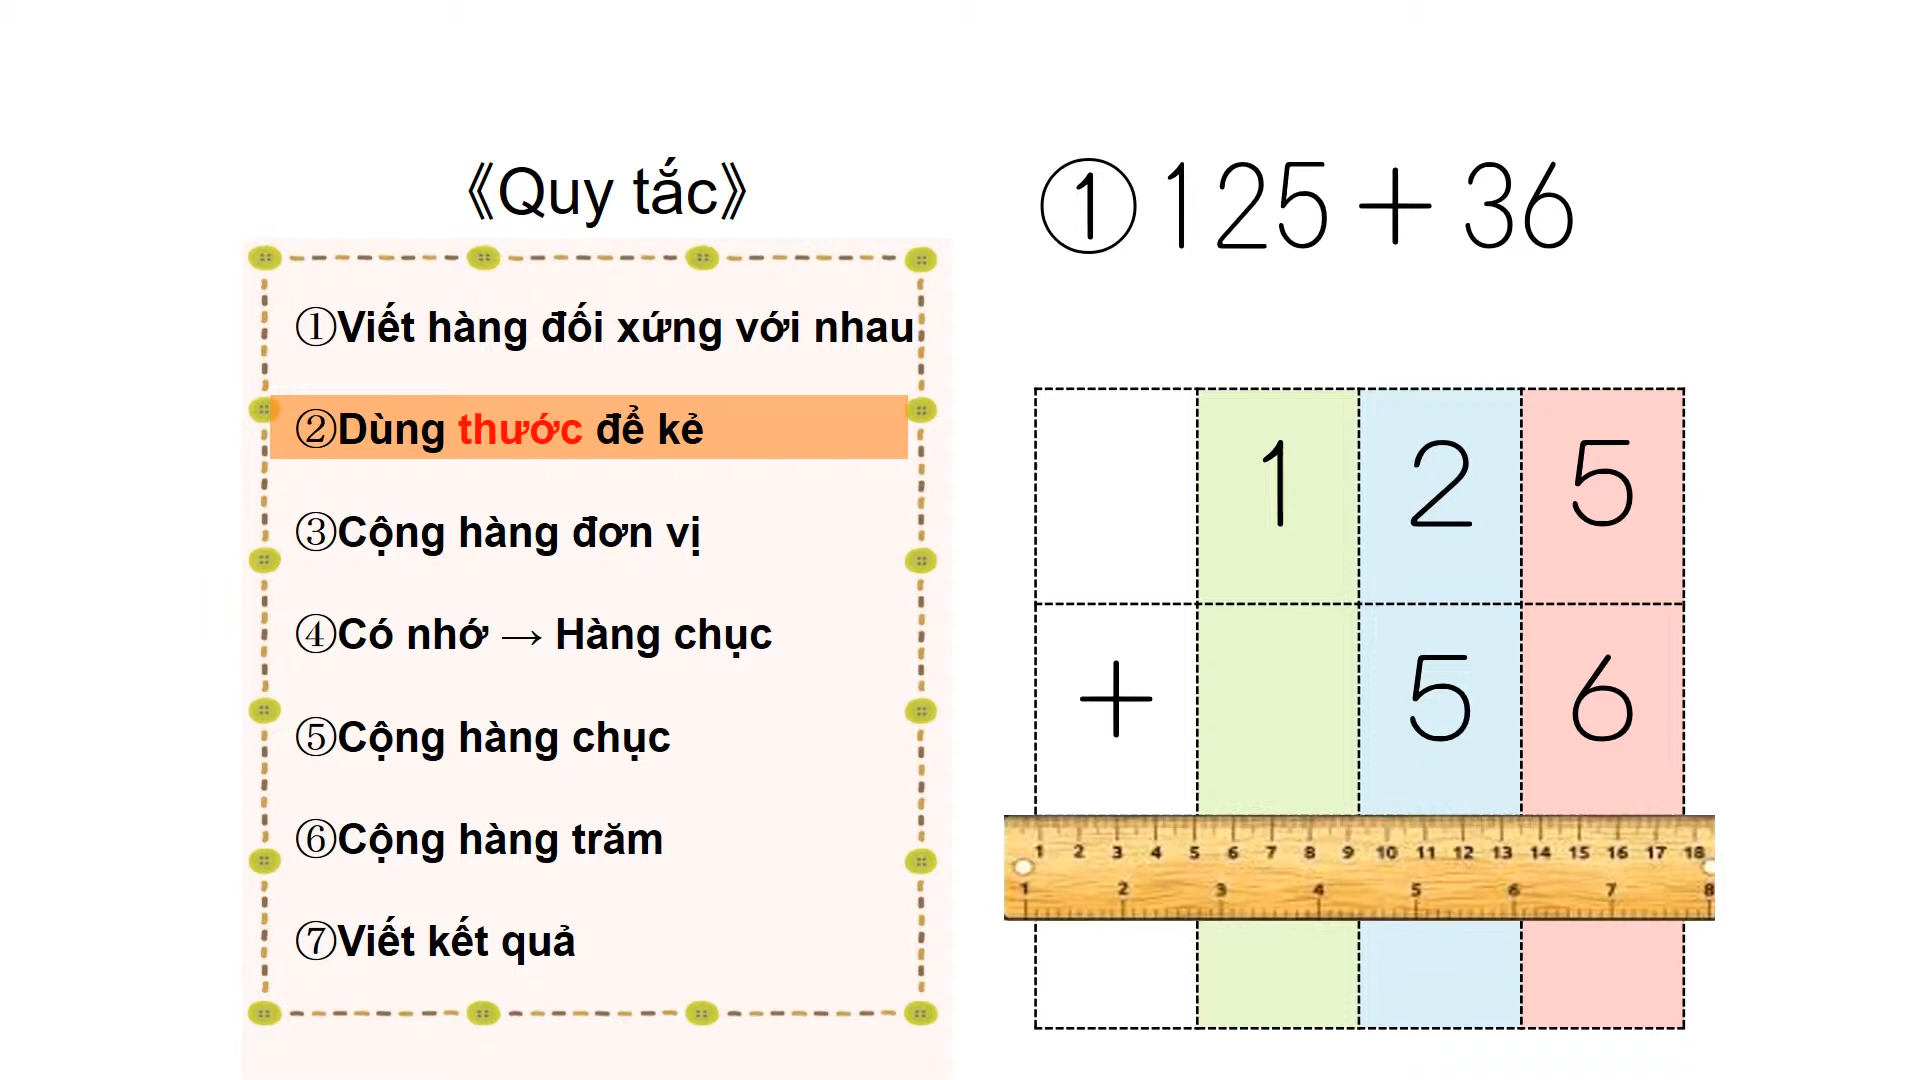 《Quy tắc》
①Viết hàng đối xứng với nhau
②Dùng thước để kẻ
③Cộng hàng đơn vị
④Có nhớ → Hàng chục
⑤Cộng hàng chục
⑥Cộng hàng trăm
⑦Viết kết quả
①125+36
1 2 5
+ 5 6
1 2 3 4 5 6 7 8 9 10 11 12 13 14 15 16 17 18
1 2 3 4 5 6 7 8